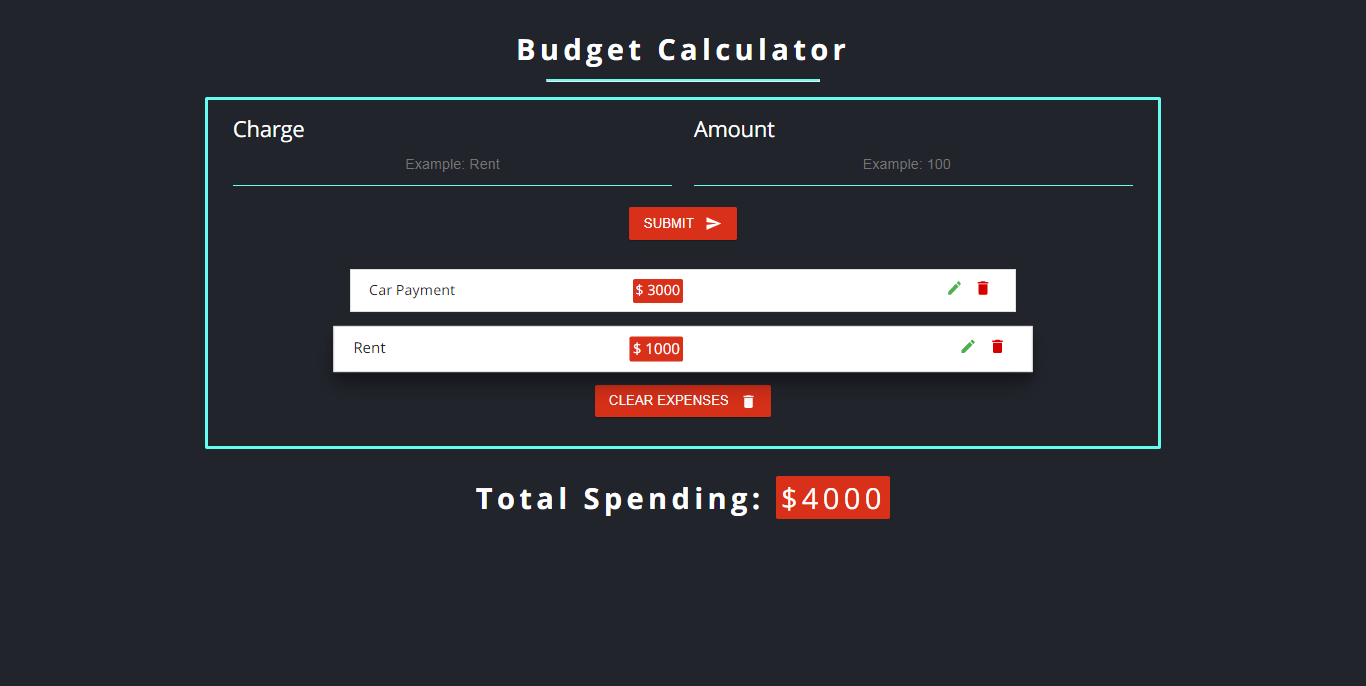 Budget Calculator
Charge Amount
Example: Rent Example: 100
SUBMIT
Car Payment $ 3000
Rent $ 1000
CLEAR EXPENSES
Total Spending: $4000